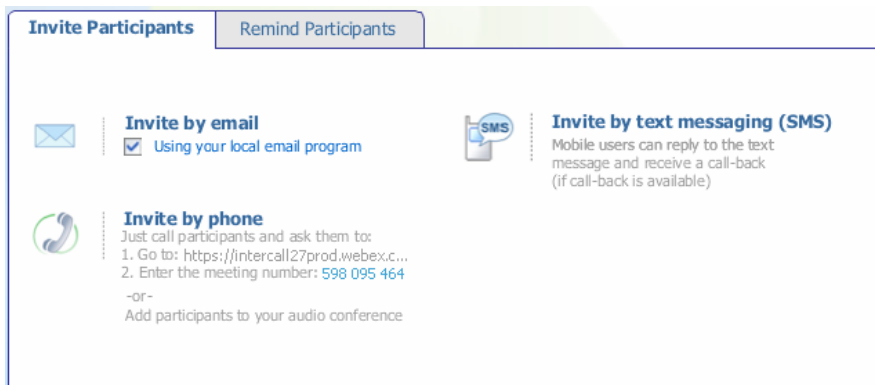 Invite Participants
Remind Participants
Invite by email
Using your local email program
SMS
Invite by text messaging (SMS)
Mobile users can reply to the text
message and receive a call-back
(if call-back is available)
Invite by phone
Just call participants and ask them to:
1. Go to: https://intercall27prod.webex.c...
2. Enter the meeting number: 598 095 464
-or-
Add participants to your audio conference